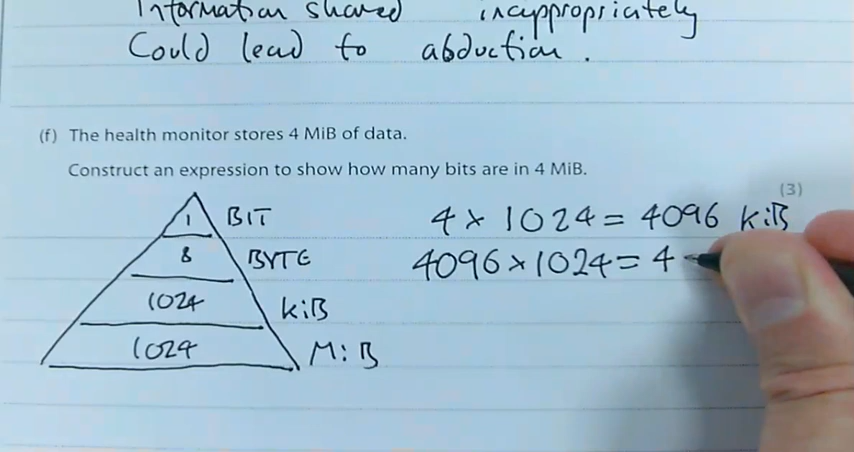 Information shared inappropriately
Could lead to abduction.
(f) The health monitor stores 4 MiB of data.
Construct an expression to show how many bits are in 4 MiB.
(3)
1 BIT
8 BYTE
1024 KiB
1024 MiB
4 × 1024 = 4096 KiB
4096 × 1024 = 4